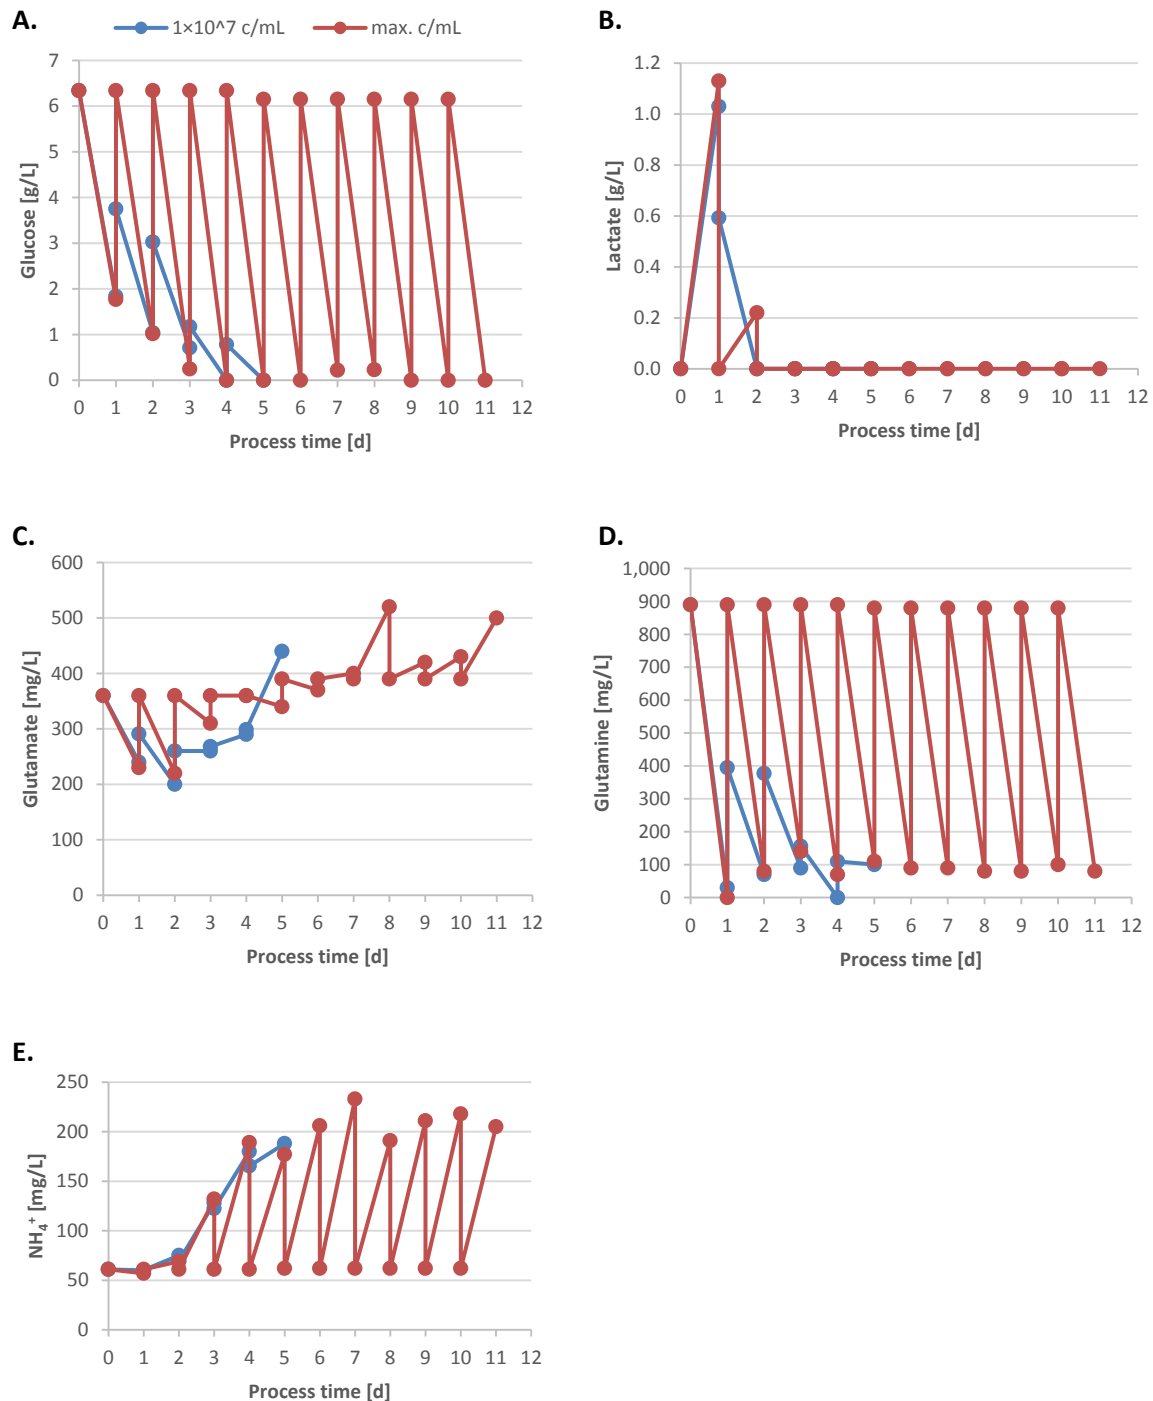 A.
1×10^7 c/mL
max. c/mL
7
6
5
4
3
2
1
0
Glucose [g/L]
0 1 2 3 4 5 6 7 8 9 10 11 12
Process time [d]
B.
1.2
1.0
0.8
0.6
0.4
0.2
0.0
Lactate [g/L]
0 1 2 3 4 5 6 7 8 9 10 11 12
Process time [d]
C.
600
500
400
300
200
100
0
Glutamate [mg/L]
0 1 2 3 4 5 6 7 8 9 10 11 12
Process time [d]
D.
1,000
900
800
700
600
500
400
300
200
100
0
Glutamine [mg/L]
0 1 2 3 4 5 6 7 8 9 10 11 12
Process time [d]
E.
250
200
150
100
50
0
NH₄⁺ [mg/L]
0 1 2 3 4 5 6 7 8 9 10 11 12
Process time [d]